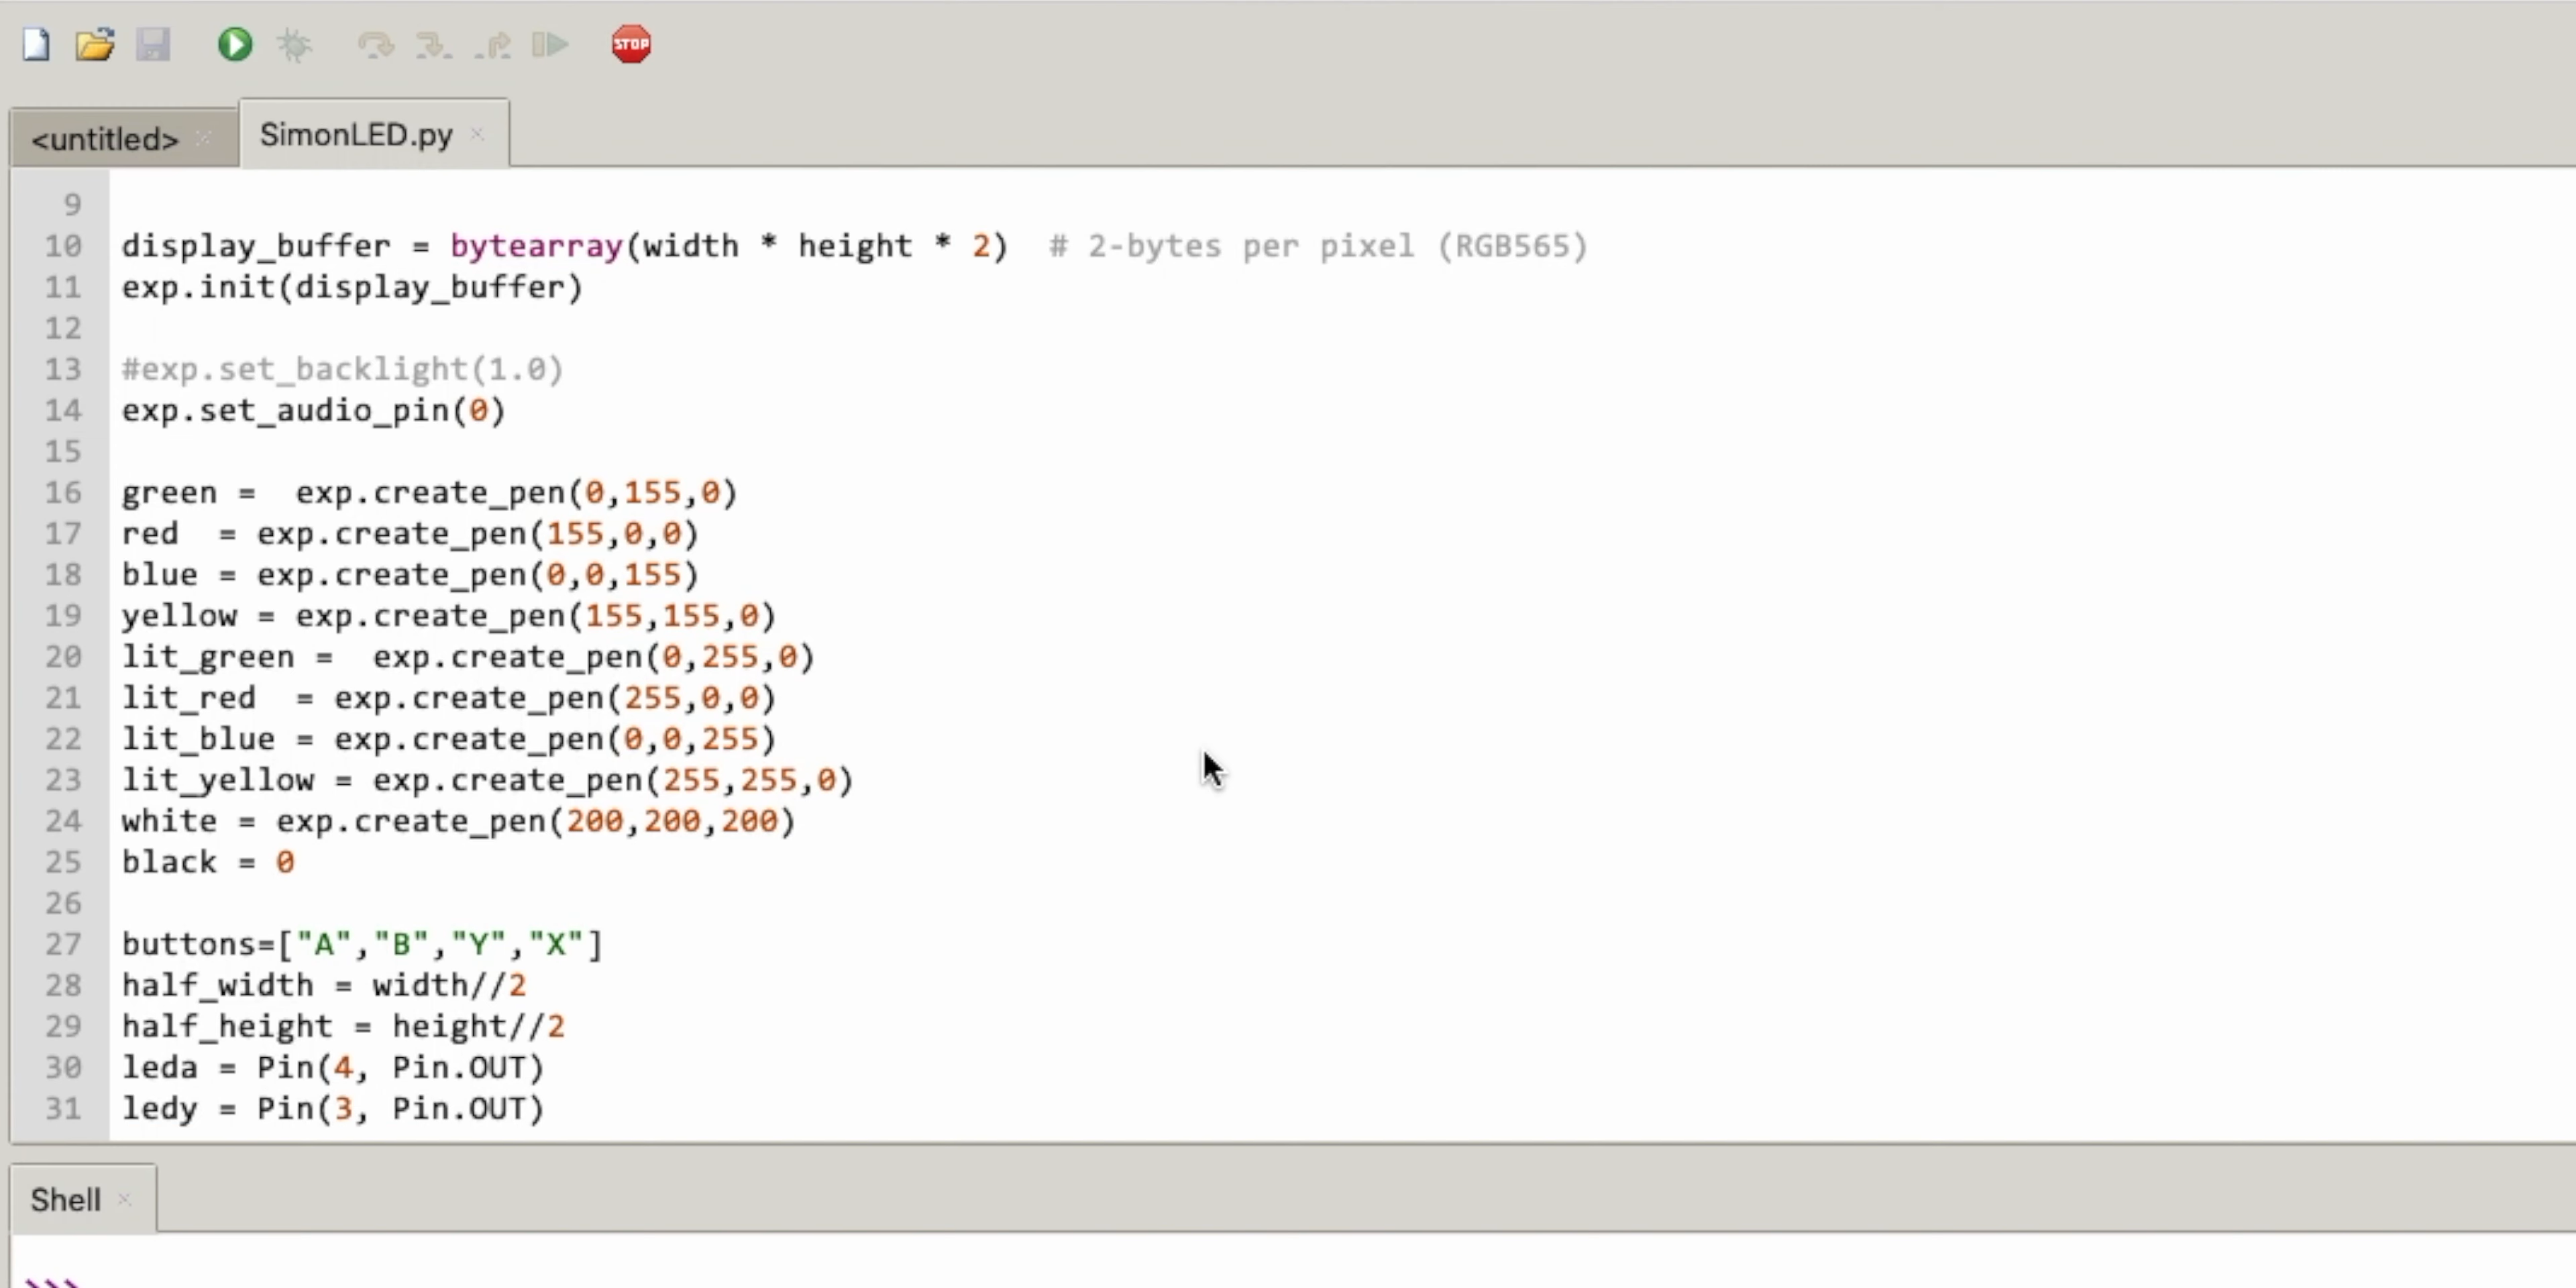 STOP
<untitled>
SimonLED.py
9
10 display_buffer = bytearray(width * height * 2)  # 2-bytes per pixel (RGB565)
11 exp.init(display_buffer)
12
13 #exp.set_backlight(1.0)
14 exp.set_audio_pin(0)
15
16 green =  exp.create_pen(0,155,0)
17 red  = exp.create_pen(155,0,0)
18 blue = exp.create_pen(0,0,155)
19 yellow = exp.create_pen(155,155,0)
20 lit_green =  exp.create_pen(0,255,0)
21 lit_red  = exp.create_pen(255,0,0)
22 lit_blue = exp.create_pen(0,0,255)
23 lit_yellow = exp.create_pen(255,255,0)
24 white = exp.create_pen(200,200,200)
25 black = 0
26
27 buttons=["A","B","Y","X"]
28 half_width = width//2
29 half_height = height//2
30 leda = Pin(4, Pin.OUT)
31 ledy = Pin(3, Pin.OUT)
Shell
>>>